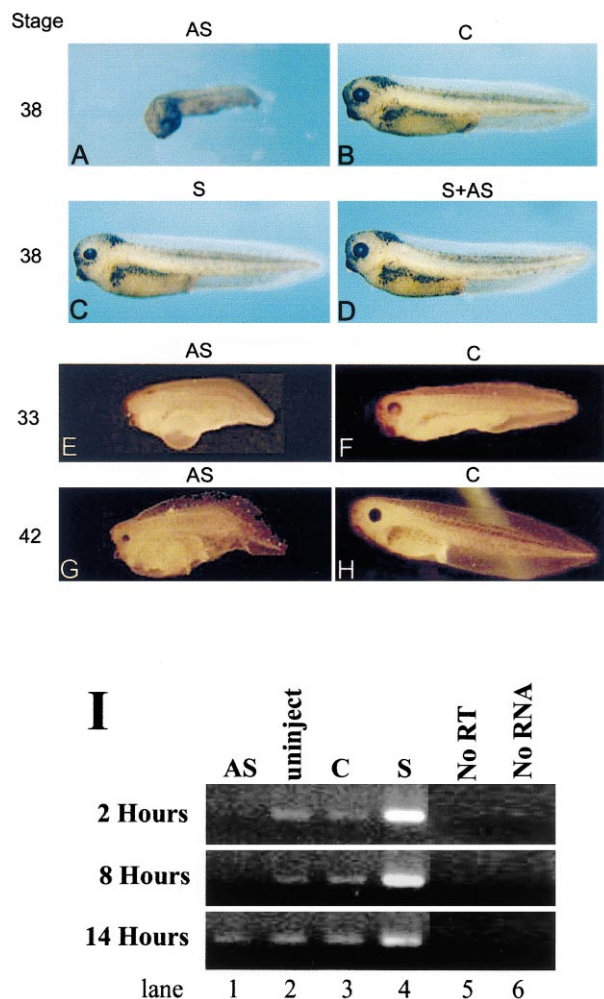 Stage
AS C
38
A B
S S+AS
38
C D
AS C
33
E F
AS C
42
G H
I
AS uninject C S No RT No RNA
2 Hours
8 Hours
14 Hours
lane 1 2 3 4 5 6